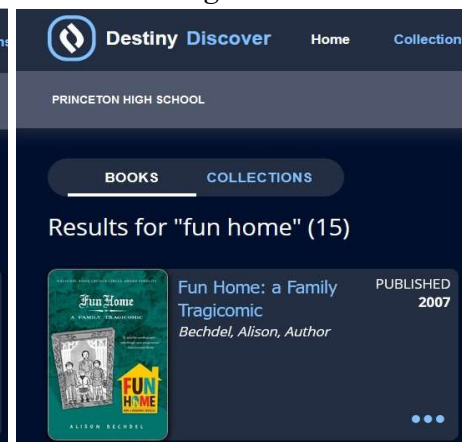 Destiny Discover Home Collection
PRINCETON HIGH SCHOOL
BOOKS COLLECTIONS
Results for "fun home" (15)
Fun Home: a Family
Tragicomic
Bechdel, Alison, Author
PUBLISHED
2007
Fun Home
A FAMILY TRAGICOMIC
FUN
HOME
ALISON BECHDEL